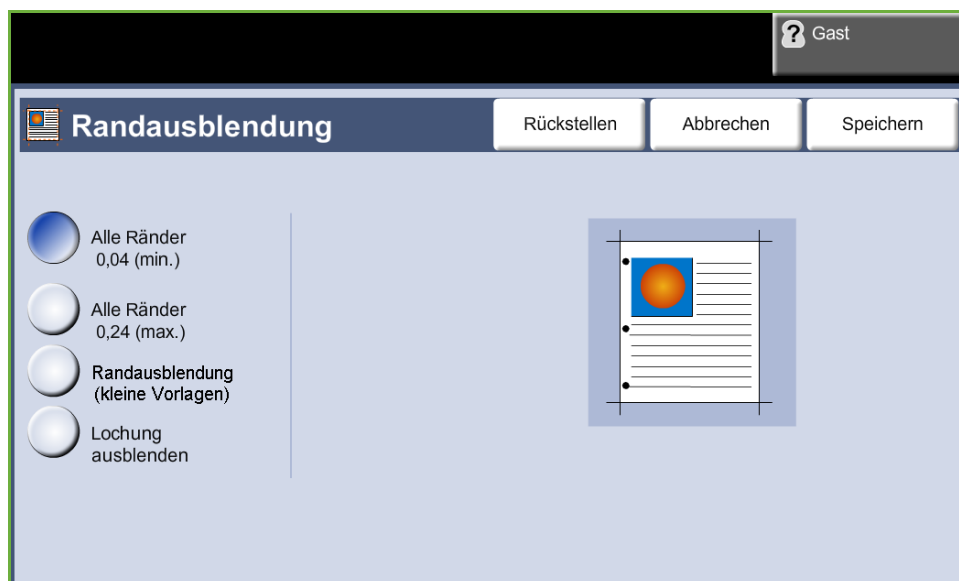 ? Gast
Randausblendung
Rückstellen
Abbrechen
Speichern
Alle Ränder
0,04 (min.)
Alle Ränder
0,24 (max.)
Randausblendung
(kleine Vorlagen)
Lochung
ausblenden